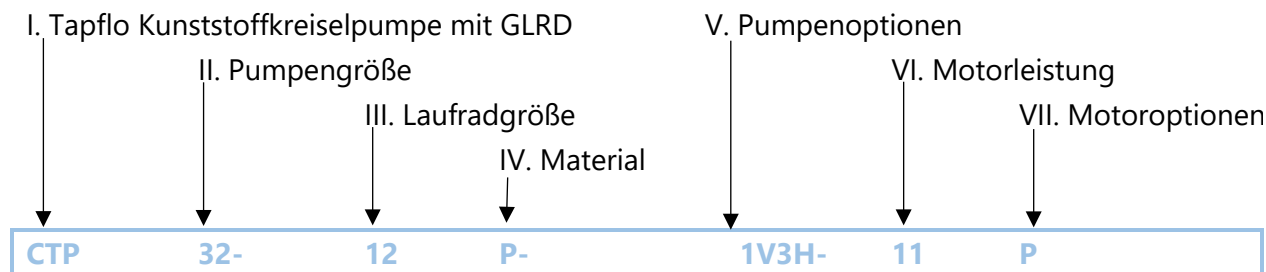 I. Tapflo Kunststoffkreiselpumpe mit GLRD V. Pumpenoptionen
II. Pumpengröße VI. Motorleistung
III. Laufradgröße VII. Motoroptionen
IV. Material
CTP 32- 12 P- 1V3H- 11 P